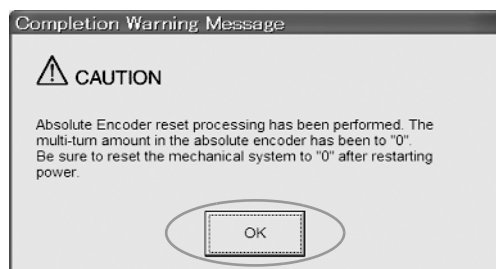 Completion Warning Message
CAUTION
Absolute Encoder reset processing has been performed. The
multi-turn amount in the absolute encoder has been to "0".
Be sure to reset the mechanical system to "0" after restarting
power.
OK